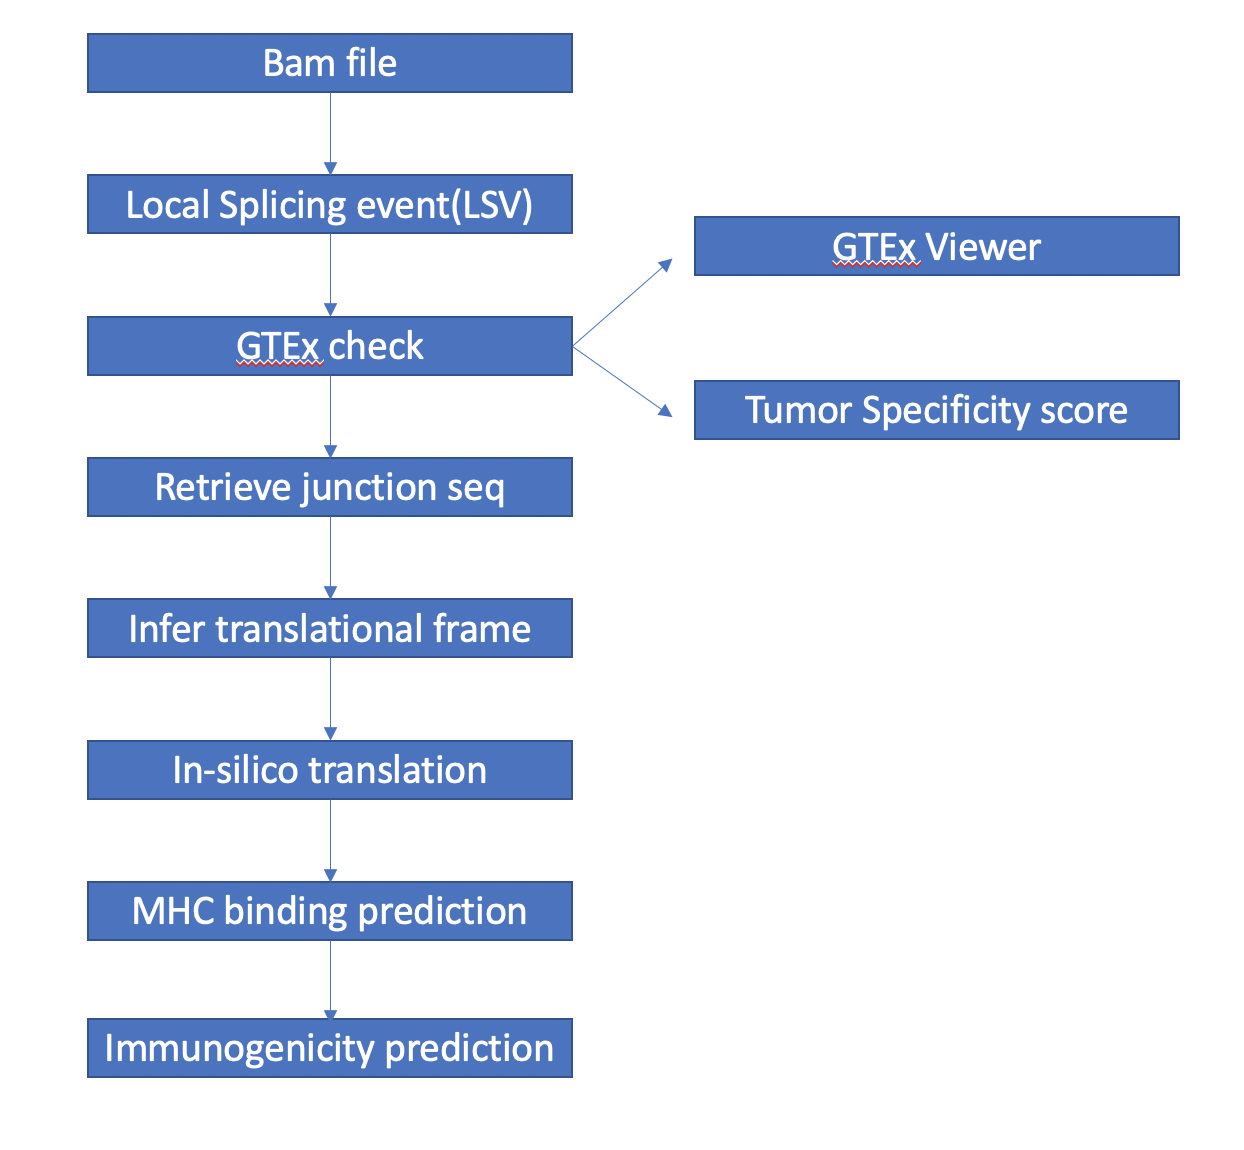 Bam file
Local Splicing event(LSV)
GTEx Viewer
GTEx check
Tumor Specificity score
Retrieve junction seq
Infer translational frame
In-silico translation
MHC binding prediction
Immunogenicity prediction